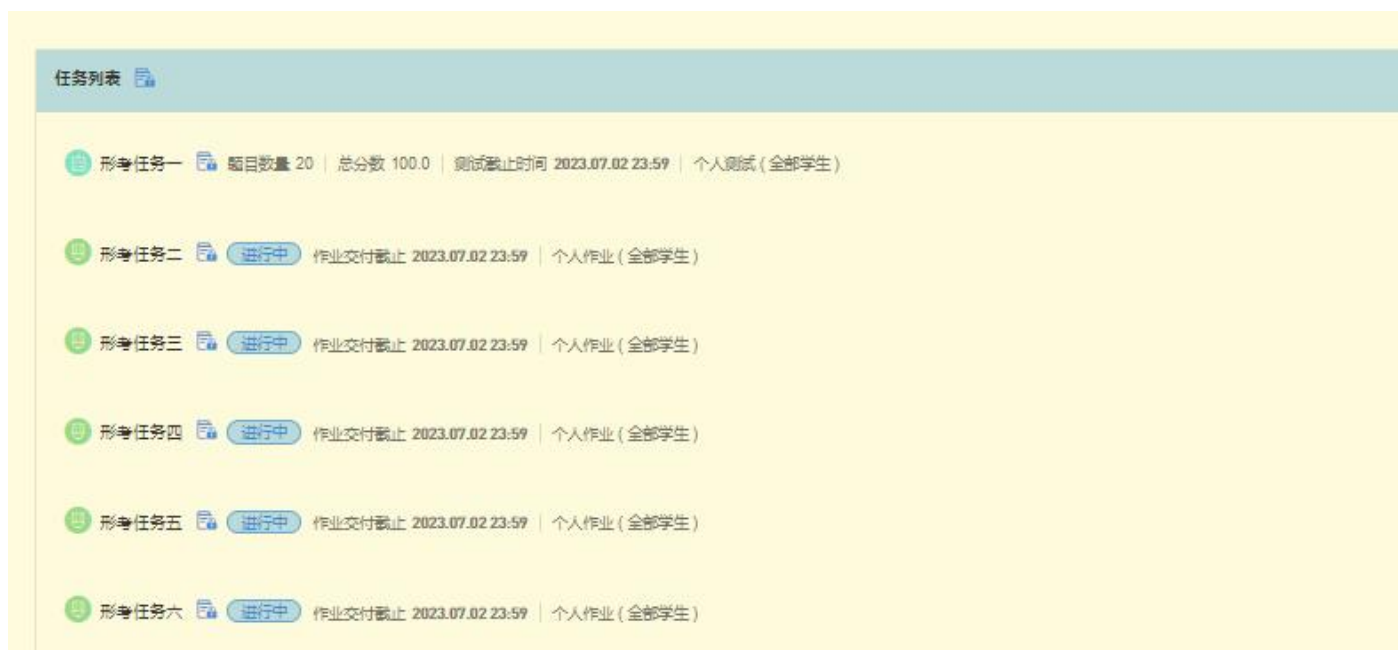 任务列表
形考任务一 题目数量 20 | 总分数 100.0 | 测试截止时间 2023.07.02 23:59 | 个人测试 ( 全部学生 )
形考任务二 进行中 作业交付截止 2023.07.02 23:59 | 个人作业 ( 全部学生 )
形考任务三 进行中 作业交付截止 2023.07.02 23:59 | 个人作业 ( 全部学生 )
形考任务四 进行中 作业交付截止 2023.07.02 23:59 | 个人作业 ( 全部学生 )
形考任务五 进行中 作业交付截止 2023.07.02 23:59 | 个人作业 ( 全部学生 )
形考任务六 进行中 作业交付截止 2023.07.02 23:59 | 个人作业 ( 全部学生 )